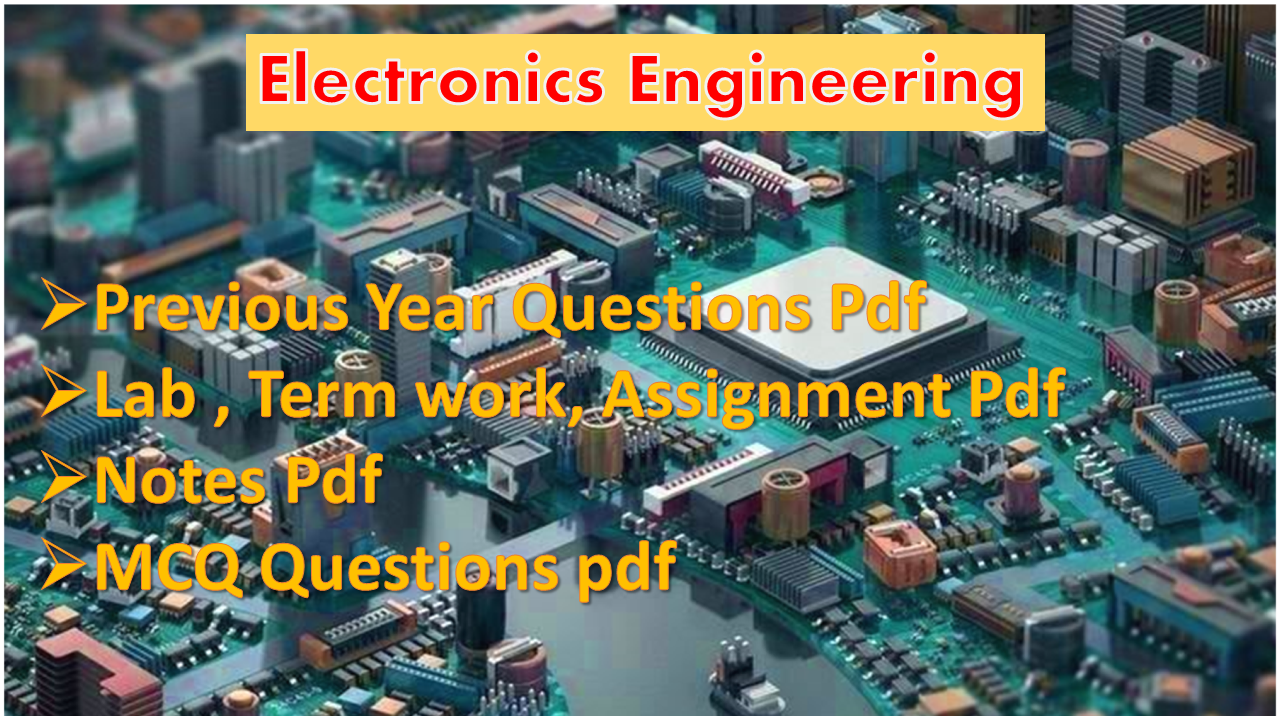 Electronics Engineering
➢Previous Year Questions Pdf
➢Lab , Term work, Assignment Pdf
➢Notes Pdf
➢MCQ Questions pdf